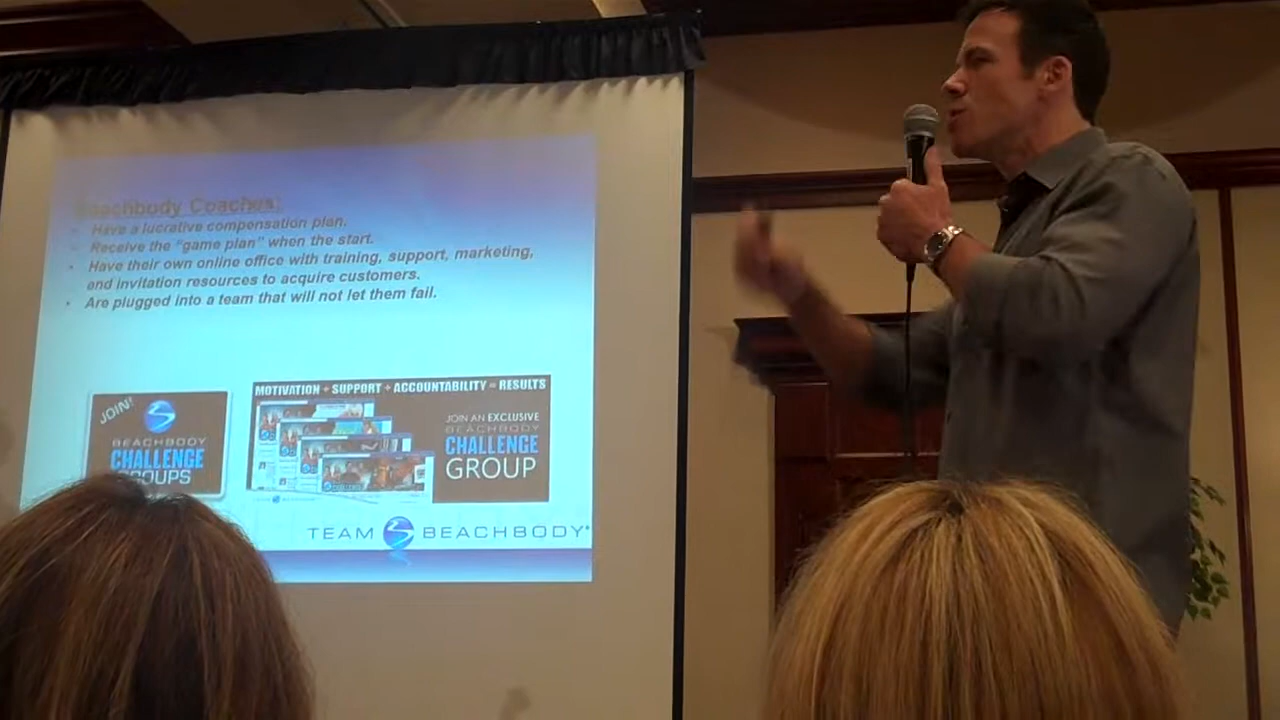 Beachbody Coaches:
Have a lucrative compensation plan.
Receive the "game plan" when the start.
• Have their own online office with training, support, marketing,
and invitation resources to acquire customers.
• Are plugged into a team that will not let them fail.
JOIN!
BEACHBODY
CHALLENGE
GROUPS
MOTIVATION + SUPPORT + ACCOUNTABILITY = RESULTS
JOIN AN EXCLUSIVE
BEACHBODY
CHALLENGE
GROUP
TEAM BEACHBODY